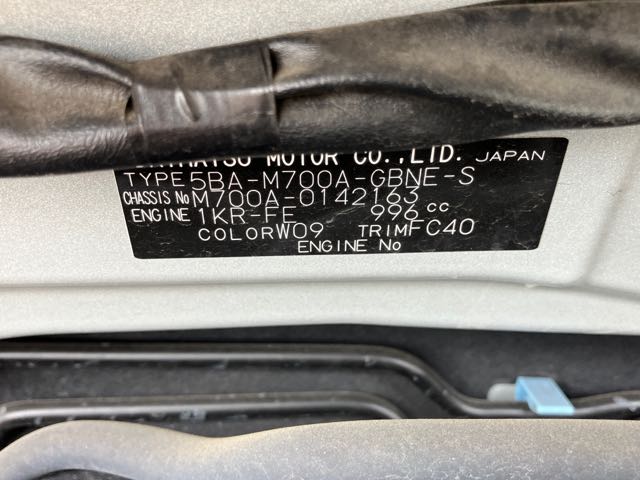 DAIHATSU MOTOR CO.,LTD. JAPAN
TYPE 5BA-M700A-GBNE-S
CHASSIS No M700A-0142163
ENGINE 1KR-FE 996 cc
COLOR W09 TRIM FC40
ENGINE No